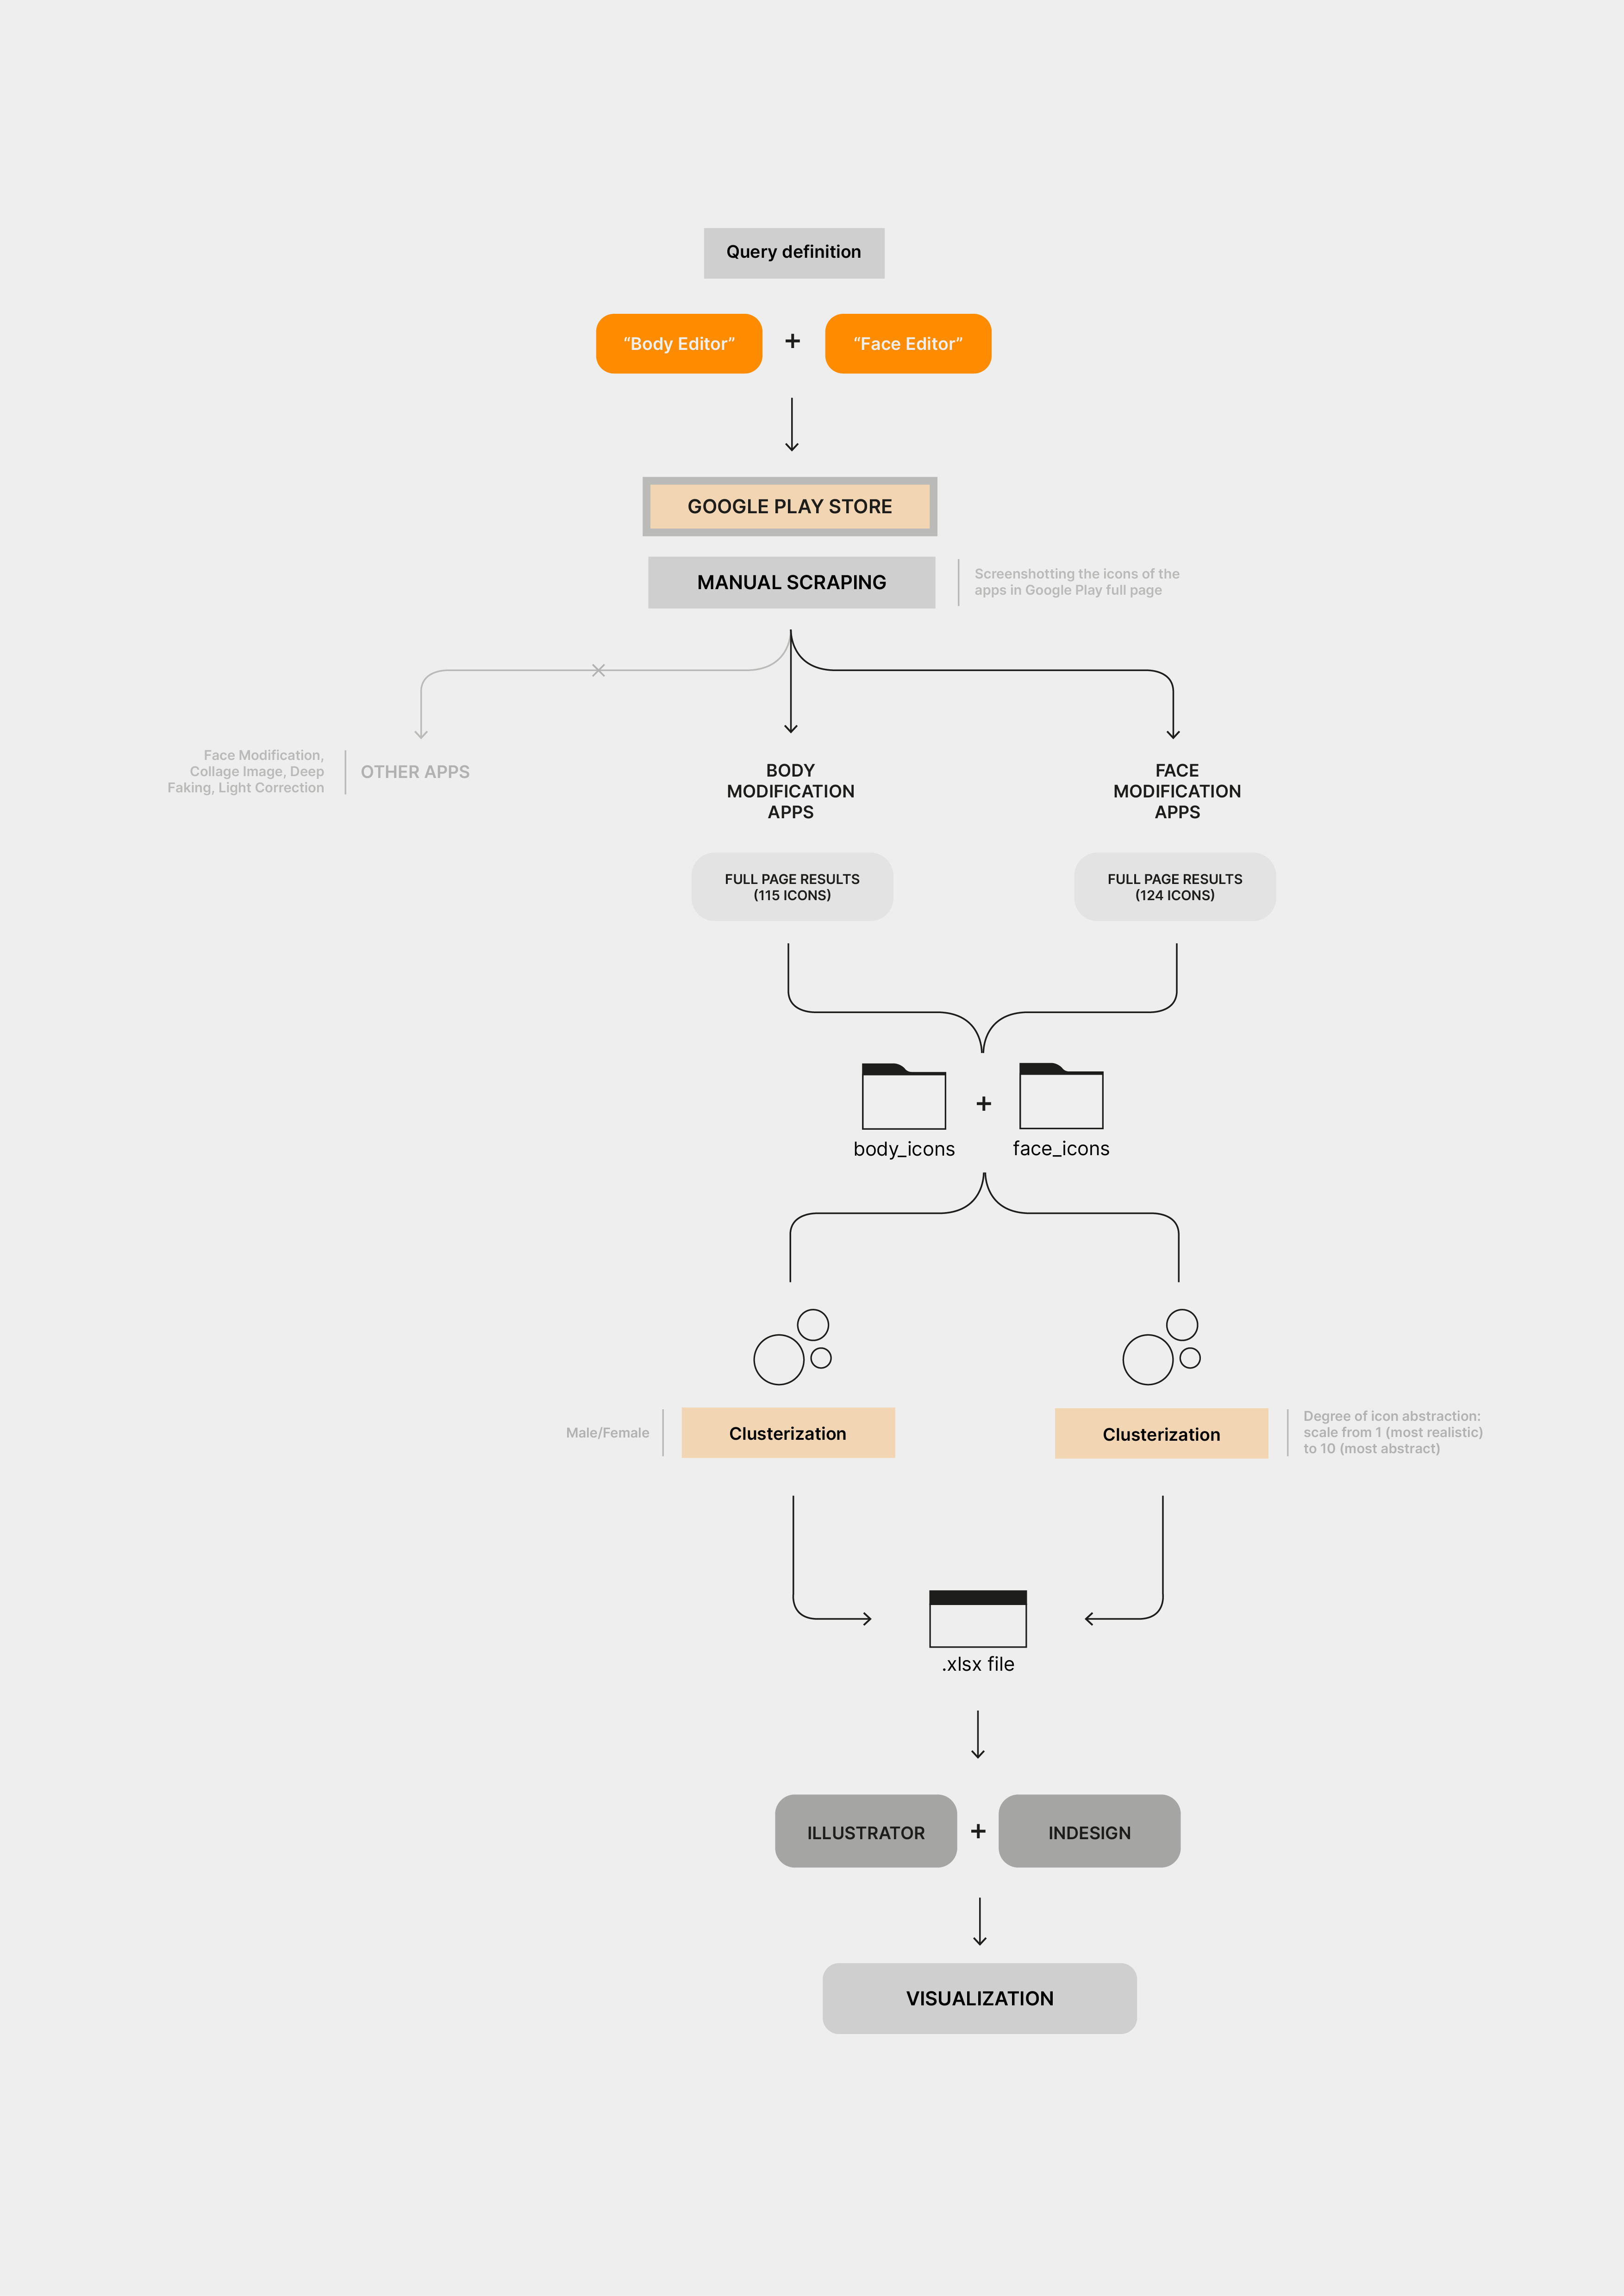 Query definition
“Body Editor” + “Face Editor”
GOOGLE PLAY STORE
MANUAL SCRAPING
Screenshotting the icons of the
apps in Google Play full page
Face Modification,
Collage Image, Deep
Faking, Light Correction
OTHER APPS
BODY
MODIFICATION
APPS
FACE
MODIFICATION
APPS
FULL PAGE RESULTS
(115 ICONS)
FULL PAGE RESULTS
(124 ICONS)
body_icons + face_icons
Male/Female
Clusterization
Clusterization
Degree of icon abstraction:
scale from 1 (most realistic)
to 10 (most abstract)
.xlsx file
ILLUSTRATOR + INDESIGN
VISUALIZATION